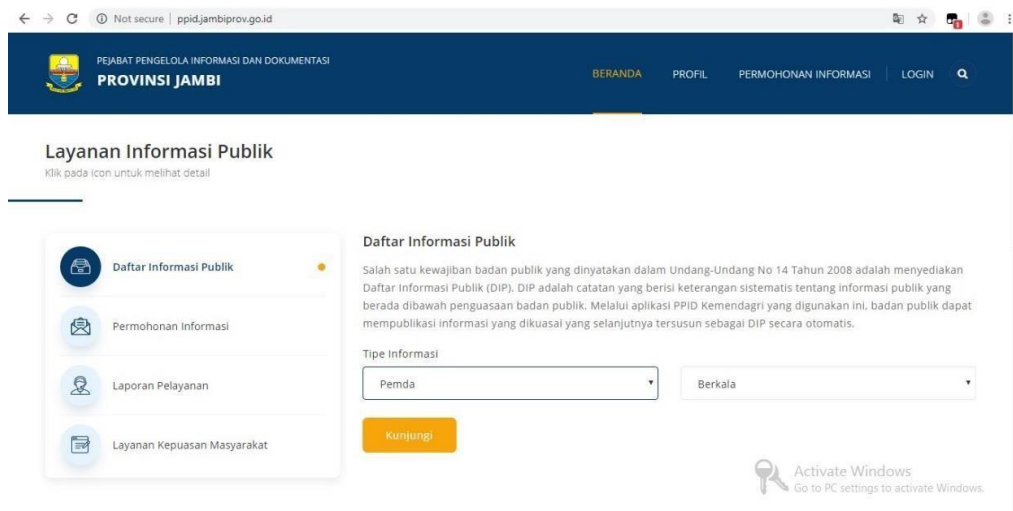 Not secure | ppid.jambiprov.go.id
PEJABAT PENGELOLA INFORMASI DAN DOKUMENTASI
PROVINSI JAMBI
BERANDA PROFIL PERMOHONAN INFORMASI LOGIN
Layanan Informasi Publik
Klik pada icon untuk melihat detail
Daftar Informasi Publik
Permohonan Informasi
Laporan Pelayanan
Layanan Kepuasan Masyarakat
Daftar Informasi Publik
Salah satu kewajiban badan publik yang dinyatakan dalam Undang-Undang No 14 Tahun 2008 adalah menyediakan
Daftar Informasi Publik (DIP). DIP adalah catatan yang berisi keterangan sistematis tentang informasi publik yang
berada dibawah penguasaan badan publik. Melalui aplikasi PPID Kemendagri yang digunakan ini, badan publik dapat
mempublikasi informasi yang dikuasai yang selanjutnya tersusun sebagai DIP secara otomatis.
Tipe Informasi
Pemda Berkala
Kunjungi
Activate Windows
Go to PC settings to activate Windows.